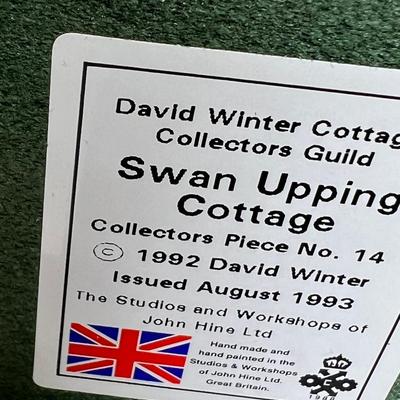 David Winter Cottag
Collectors Guild
Swan Upping
Cottage
Collectors Piece No. 14
© 1992 David Winter
Issued August 1993
The Studios and Workshops of
John Hine Ltd
Hand made and
hand painted in the
Studios & Workshops
of John Hine Ltd.
Great Britain.
1988